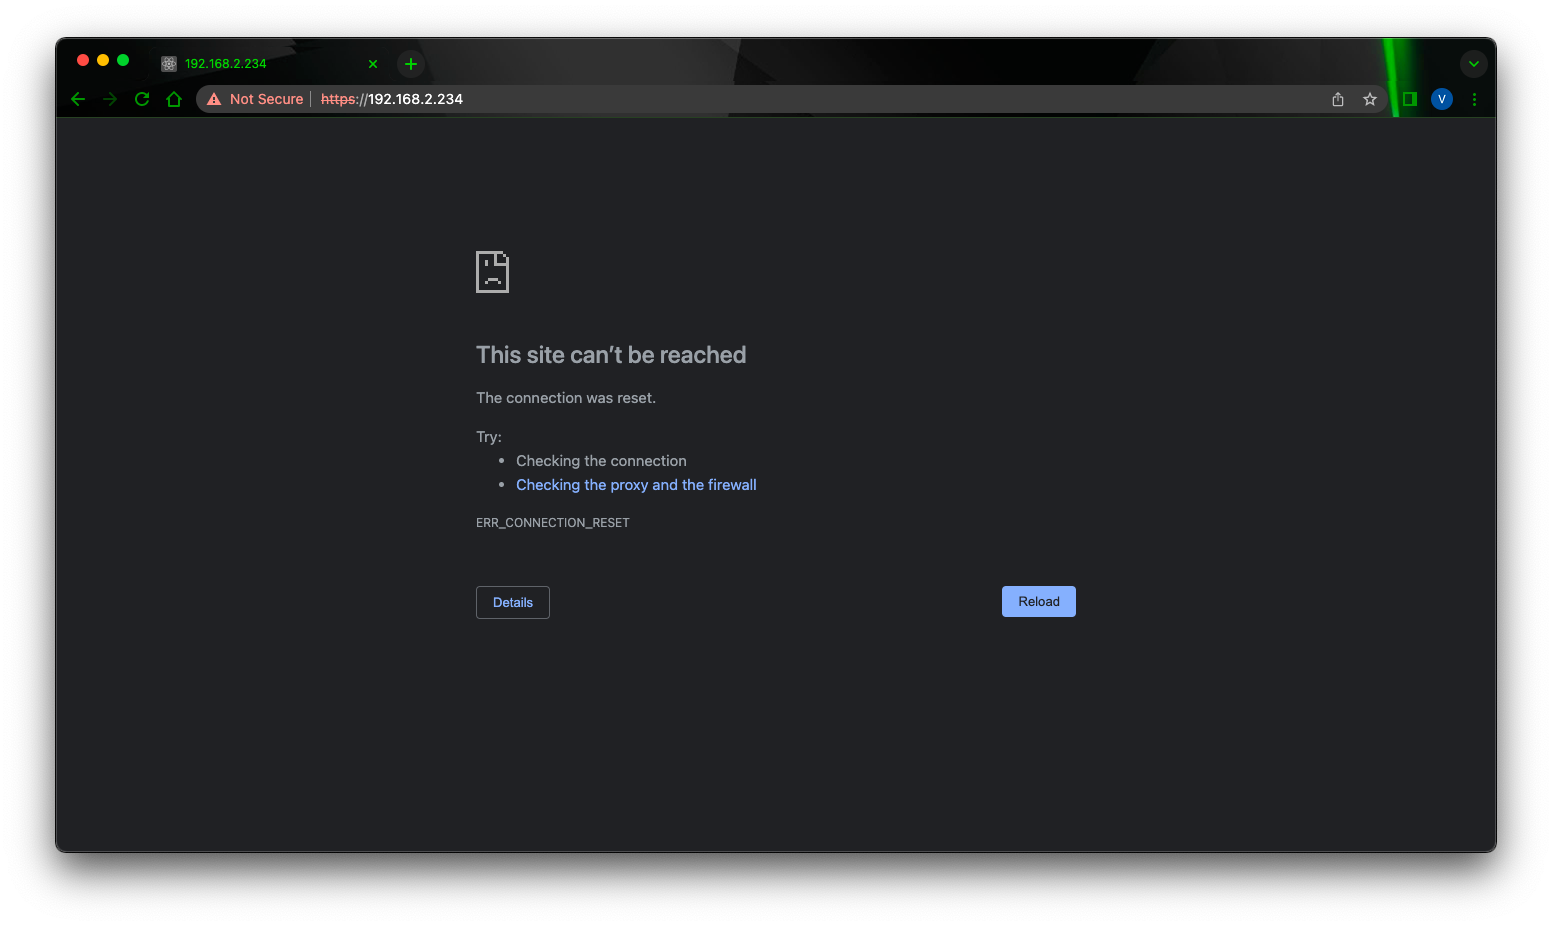 192.168.2.234
Not Secure https://192.168.2.234
V
This site can’t be reached
The connection was reset.
Try:
• Checking the connection
• Checking the proxy and the firewall
ERR_CONNECTION_RESET
Details
Reload